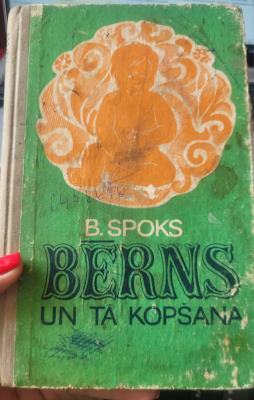 B. SPOKS
BĒRNS
UN TĀ KOPŠANA